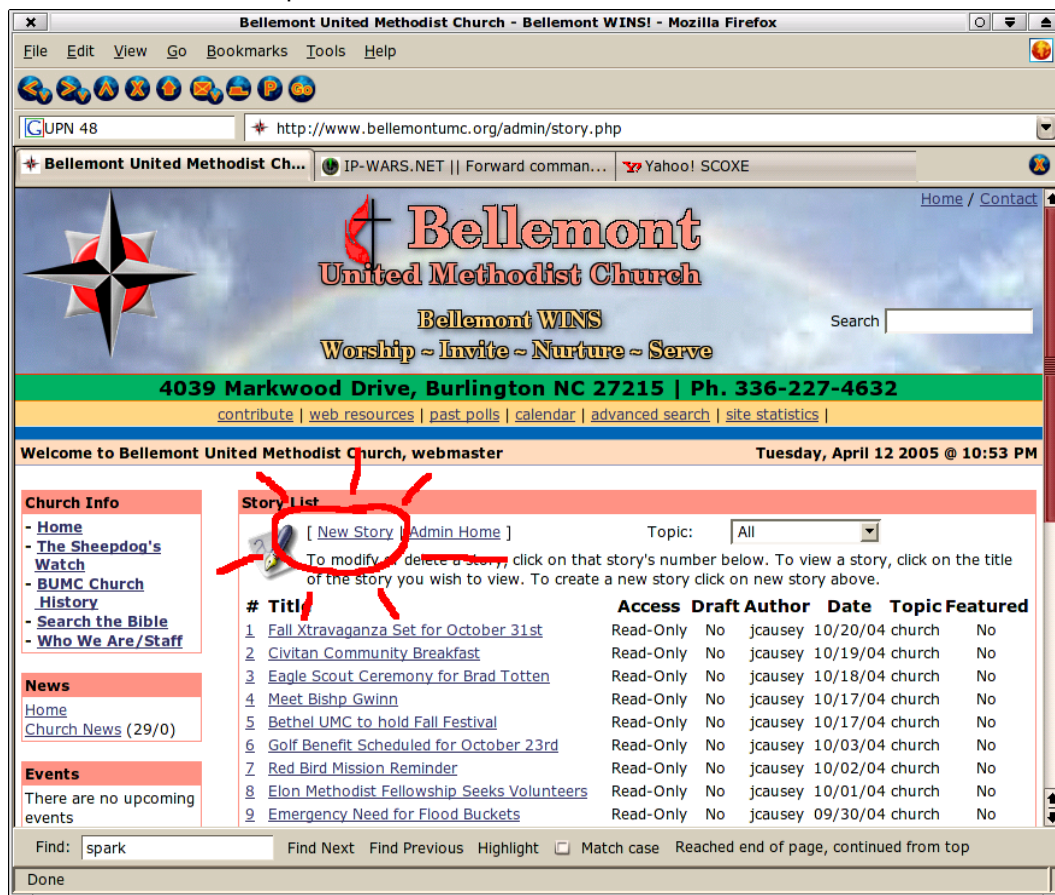 Bellemont United Methodist Church - Bellemont WINS! - Mozilla Firefox
File Edit View Go Bookmarks Tools Help
UPN 48 http://www.bellemontumc.org/admin/story.php
Bellemont United Methodist Ch... IP-WARS.NET || Forward comman... Yahoo! SCOXE
Home / Contact
Bellemont
United Methodist Church
Bellemont WINS
Search
Worship ~ Invite ~ Nurture ~ Serve
4039 Markwood Drive, Burlington NC 27215 | Ph. 336-227-4632
contribute | web resources | past polls | calendar | advanced search | site statistics |
Welcome to Bellemont United Methodist Church, webmaster Tuesday, April 12 2005 @ 10:53 PM
Church Info
- Home
- The Sheepdog's
Watch
- BUMC Church
History
- Search the Bible
- Who We Are/Staff
News
Home
Church News (29/0)
Events
There are no upcoming
events
Story List
[ New Story | Admin Home ] Topic: All
To modify or delete a story, click on that story's number below. To view a story, click on the title
of the story you wish to view. To create a new story click on new story above.
# Title Access Draft Author Date Topic Featured
1 Fall Xtravaganza Set for October 31st Read-Only No jcausey 10/20/04 church No
2 Civitan Community Breakfast Read-Only No jcausey 10/19/04 church No
3 Eagle Scout Ceremony for Brad Totten Read-Only No jcausey 10/18/04 church No
4 Meet Bishp Gwinn Read-Only No jcausey 10/17/04 church No
5 Bethel UMC to hold Fall Festival Read-Only No jcausey 10/17/04 church No
6 Golf Benefit Scheduled for October 23rd Read-Only No jcausey 10/03/04 church No
7 Red Bird Mission Reminder Read-Only No jcausey 10/02/04 church No
8 Elon Methodist Fellowship Seeks Volunteers Read-Only No jcausey 10/01/04 church No
9 Emergency Need for Flood Buckets Read-Only No jcausey 09/30/04 church No
Find: spark Find Next Find Previous Highlight Match case Reached end of page, continued from top
Done